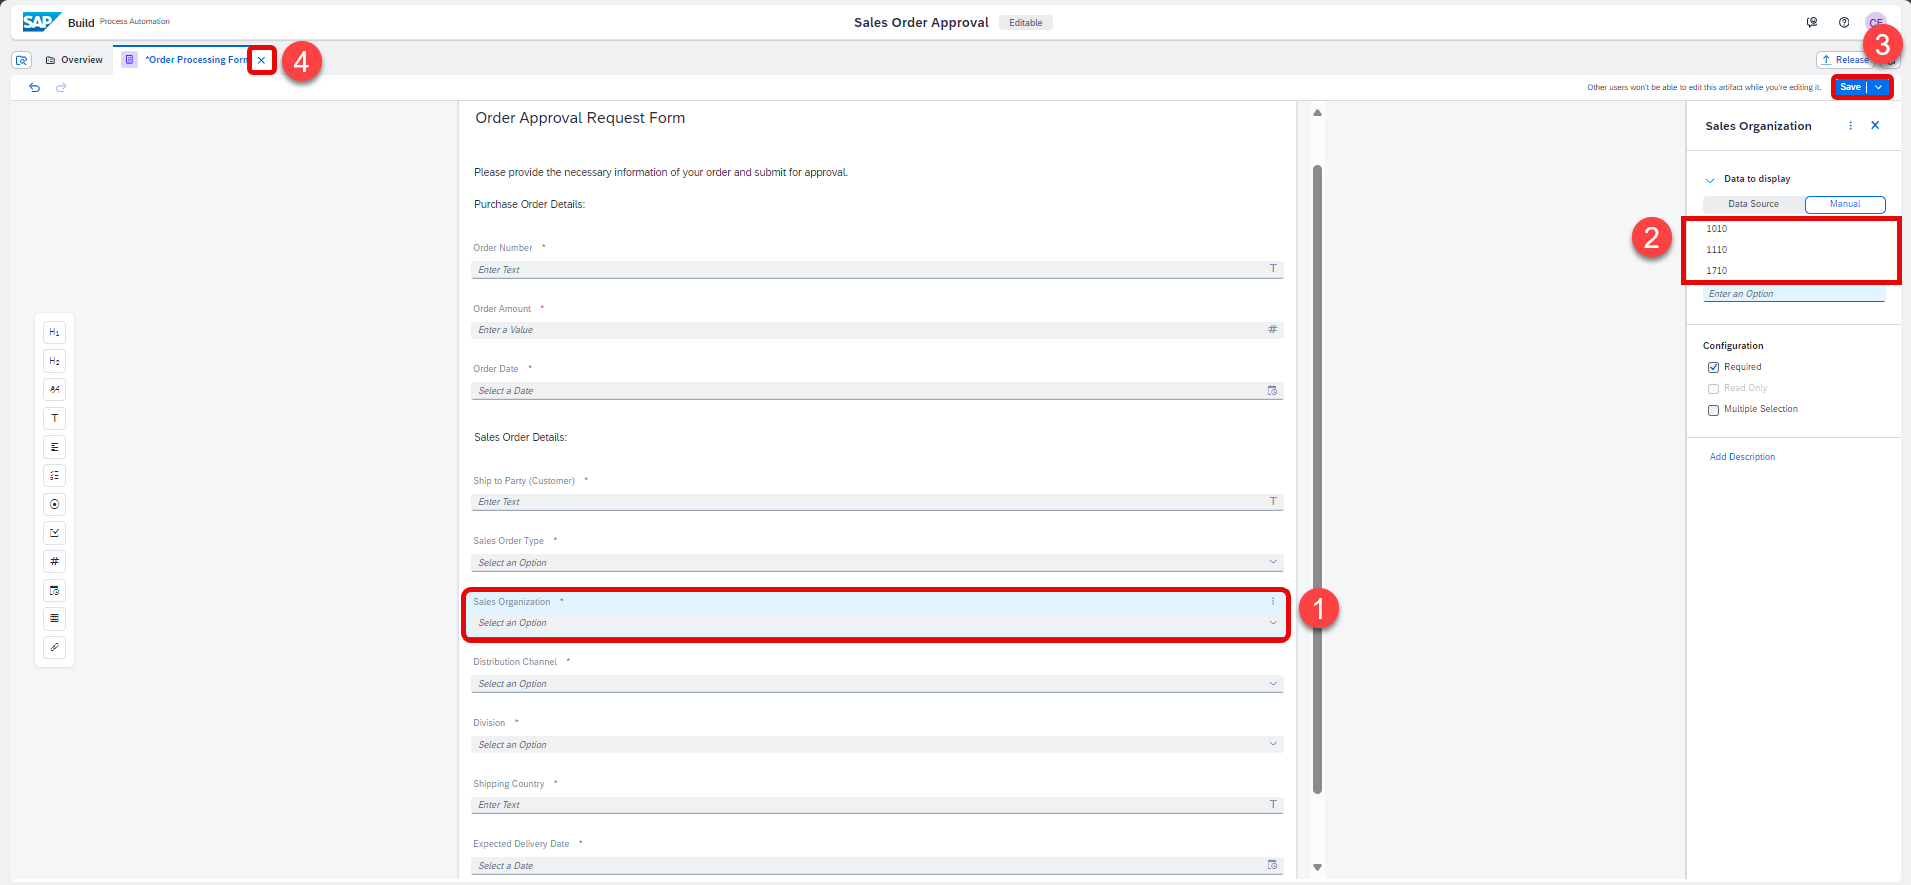 SAP Build Process Automation
Sales Order Approval Editable
CE
3
Overview
*Order Processing For
4
Release
Other users won't be able to edit this artifact while you're editing it.
Save
Order Approval Request Form
Please provide the necessary information of your order and submit for approval.
Purchase Order Details:
Order Number *
Enter Text T
Order Amount *
Enter a Value #
Order Date *
Select a Date
Sales Order Details:
Ship to Party (Customer) *
Enter Text T
Sales Order Type *
Select an Option
Sales Organization *
Select an Option
1
Distribution Channel *
Select an Option
Division *
Select an Option
Shipping Country *
Enter Text T
Expected Delivery Date *
Select a Date
H1
H2
T
#
Sales Organization
Data to display
Data Source Manual
2
1010
1110
1710
Enter an Option
Configuration
Required
Read Only
Multiple Selection
Add Description